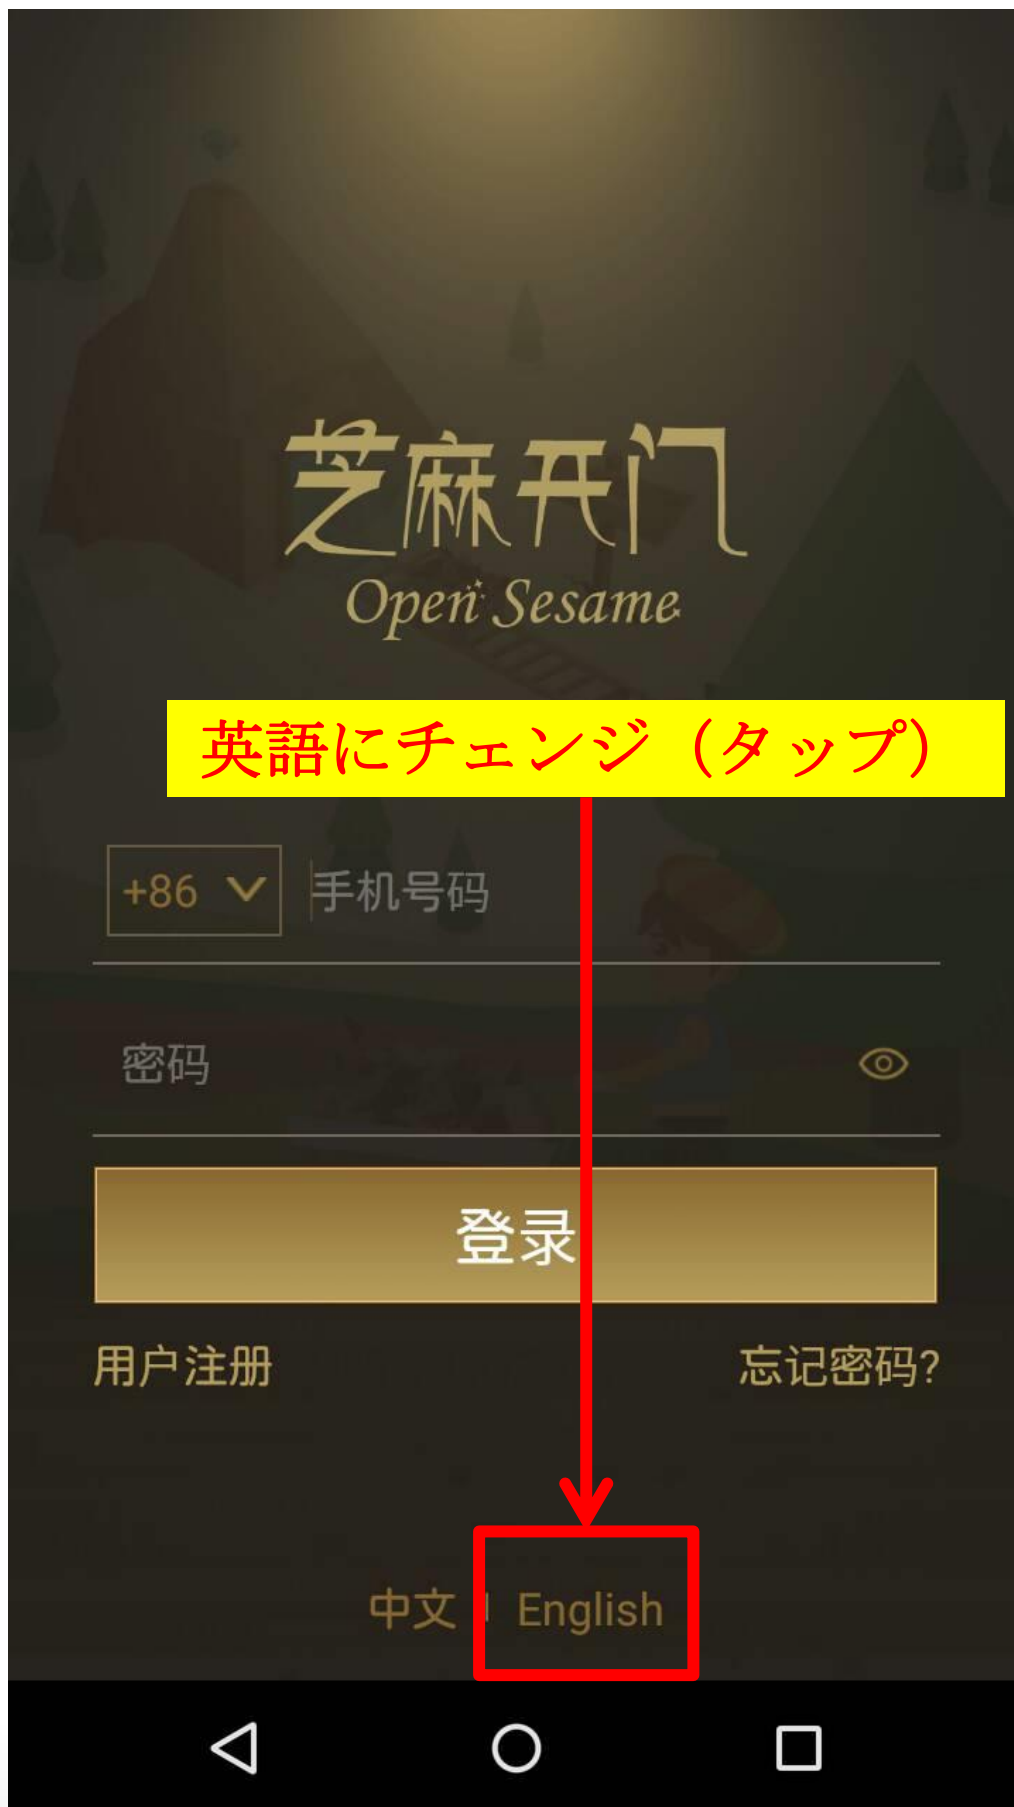 芝麻开门
Open Sesame
英語にチェンジ（タップ）
+86 手机号码
密码
登录
用户注册 忘记密码?
中文 | English